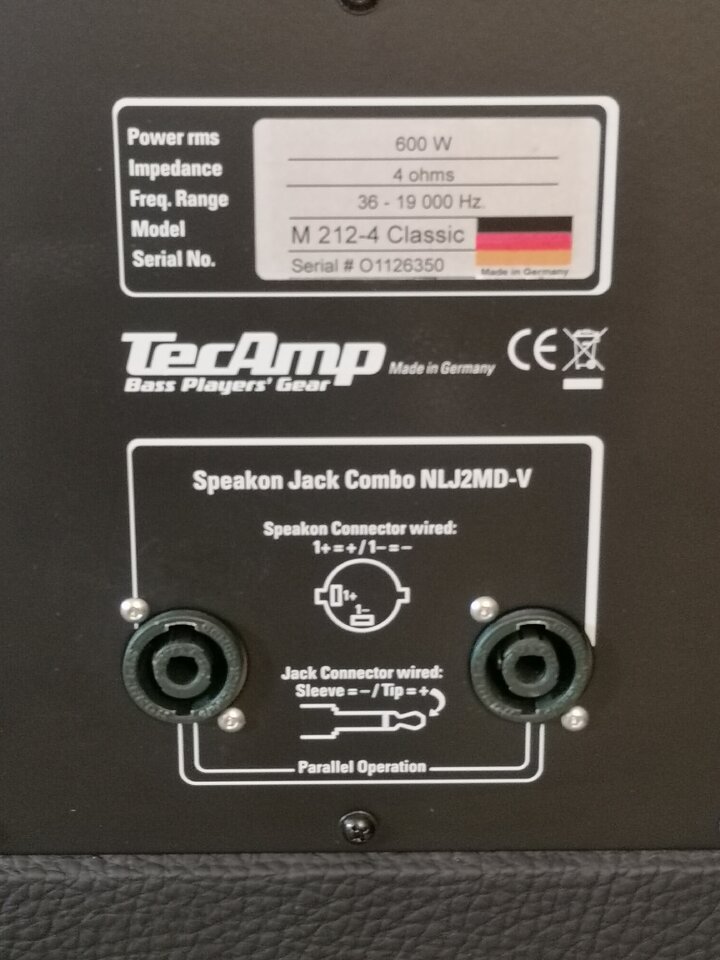 Power rms 600 W
Impedance 4 ohms
Freq. Range 36 - 19 000 Hz.
Model M 212-4 Classic
Serial No. Serial # O1126350
Made in Germany
TecAmp Made in Germany CE
Bass Players' Gear
Speakon Jack Combo NLJ2MD-V
Speakon Connector wired:
1+=+/1-=-
1+
1-
Jack Connector wired:
Sleeve=-/Tip=+
Parallel Operation